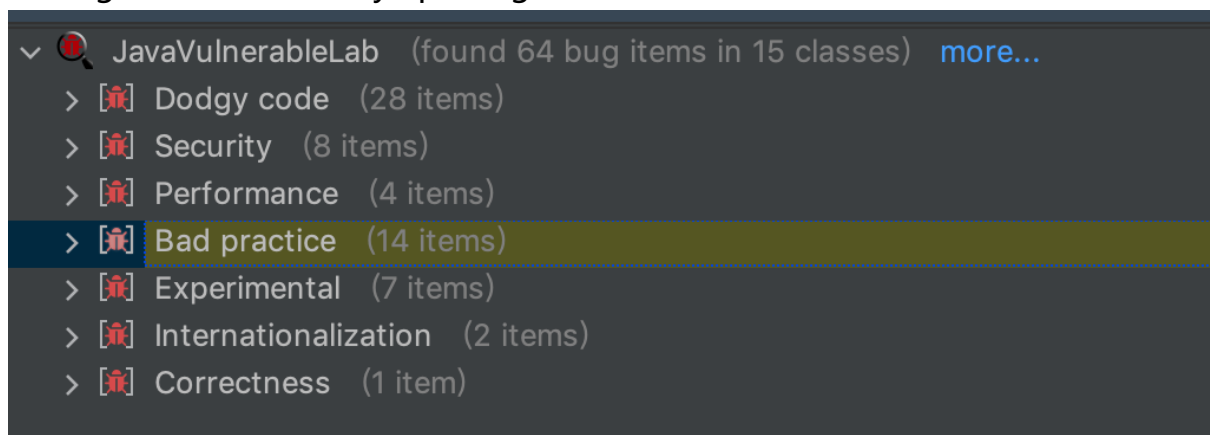 JavaVulnerableLab (found 64 bug items in 15 classes) more...
Dodgy code (28 items)
Security (8 items)
Performance (4 items)
Bad practice (14 items)
Experimental (7 items)
Internationalization (2 items)
Correctness (1 item)